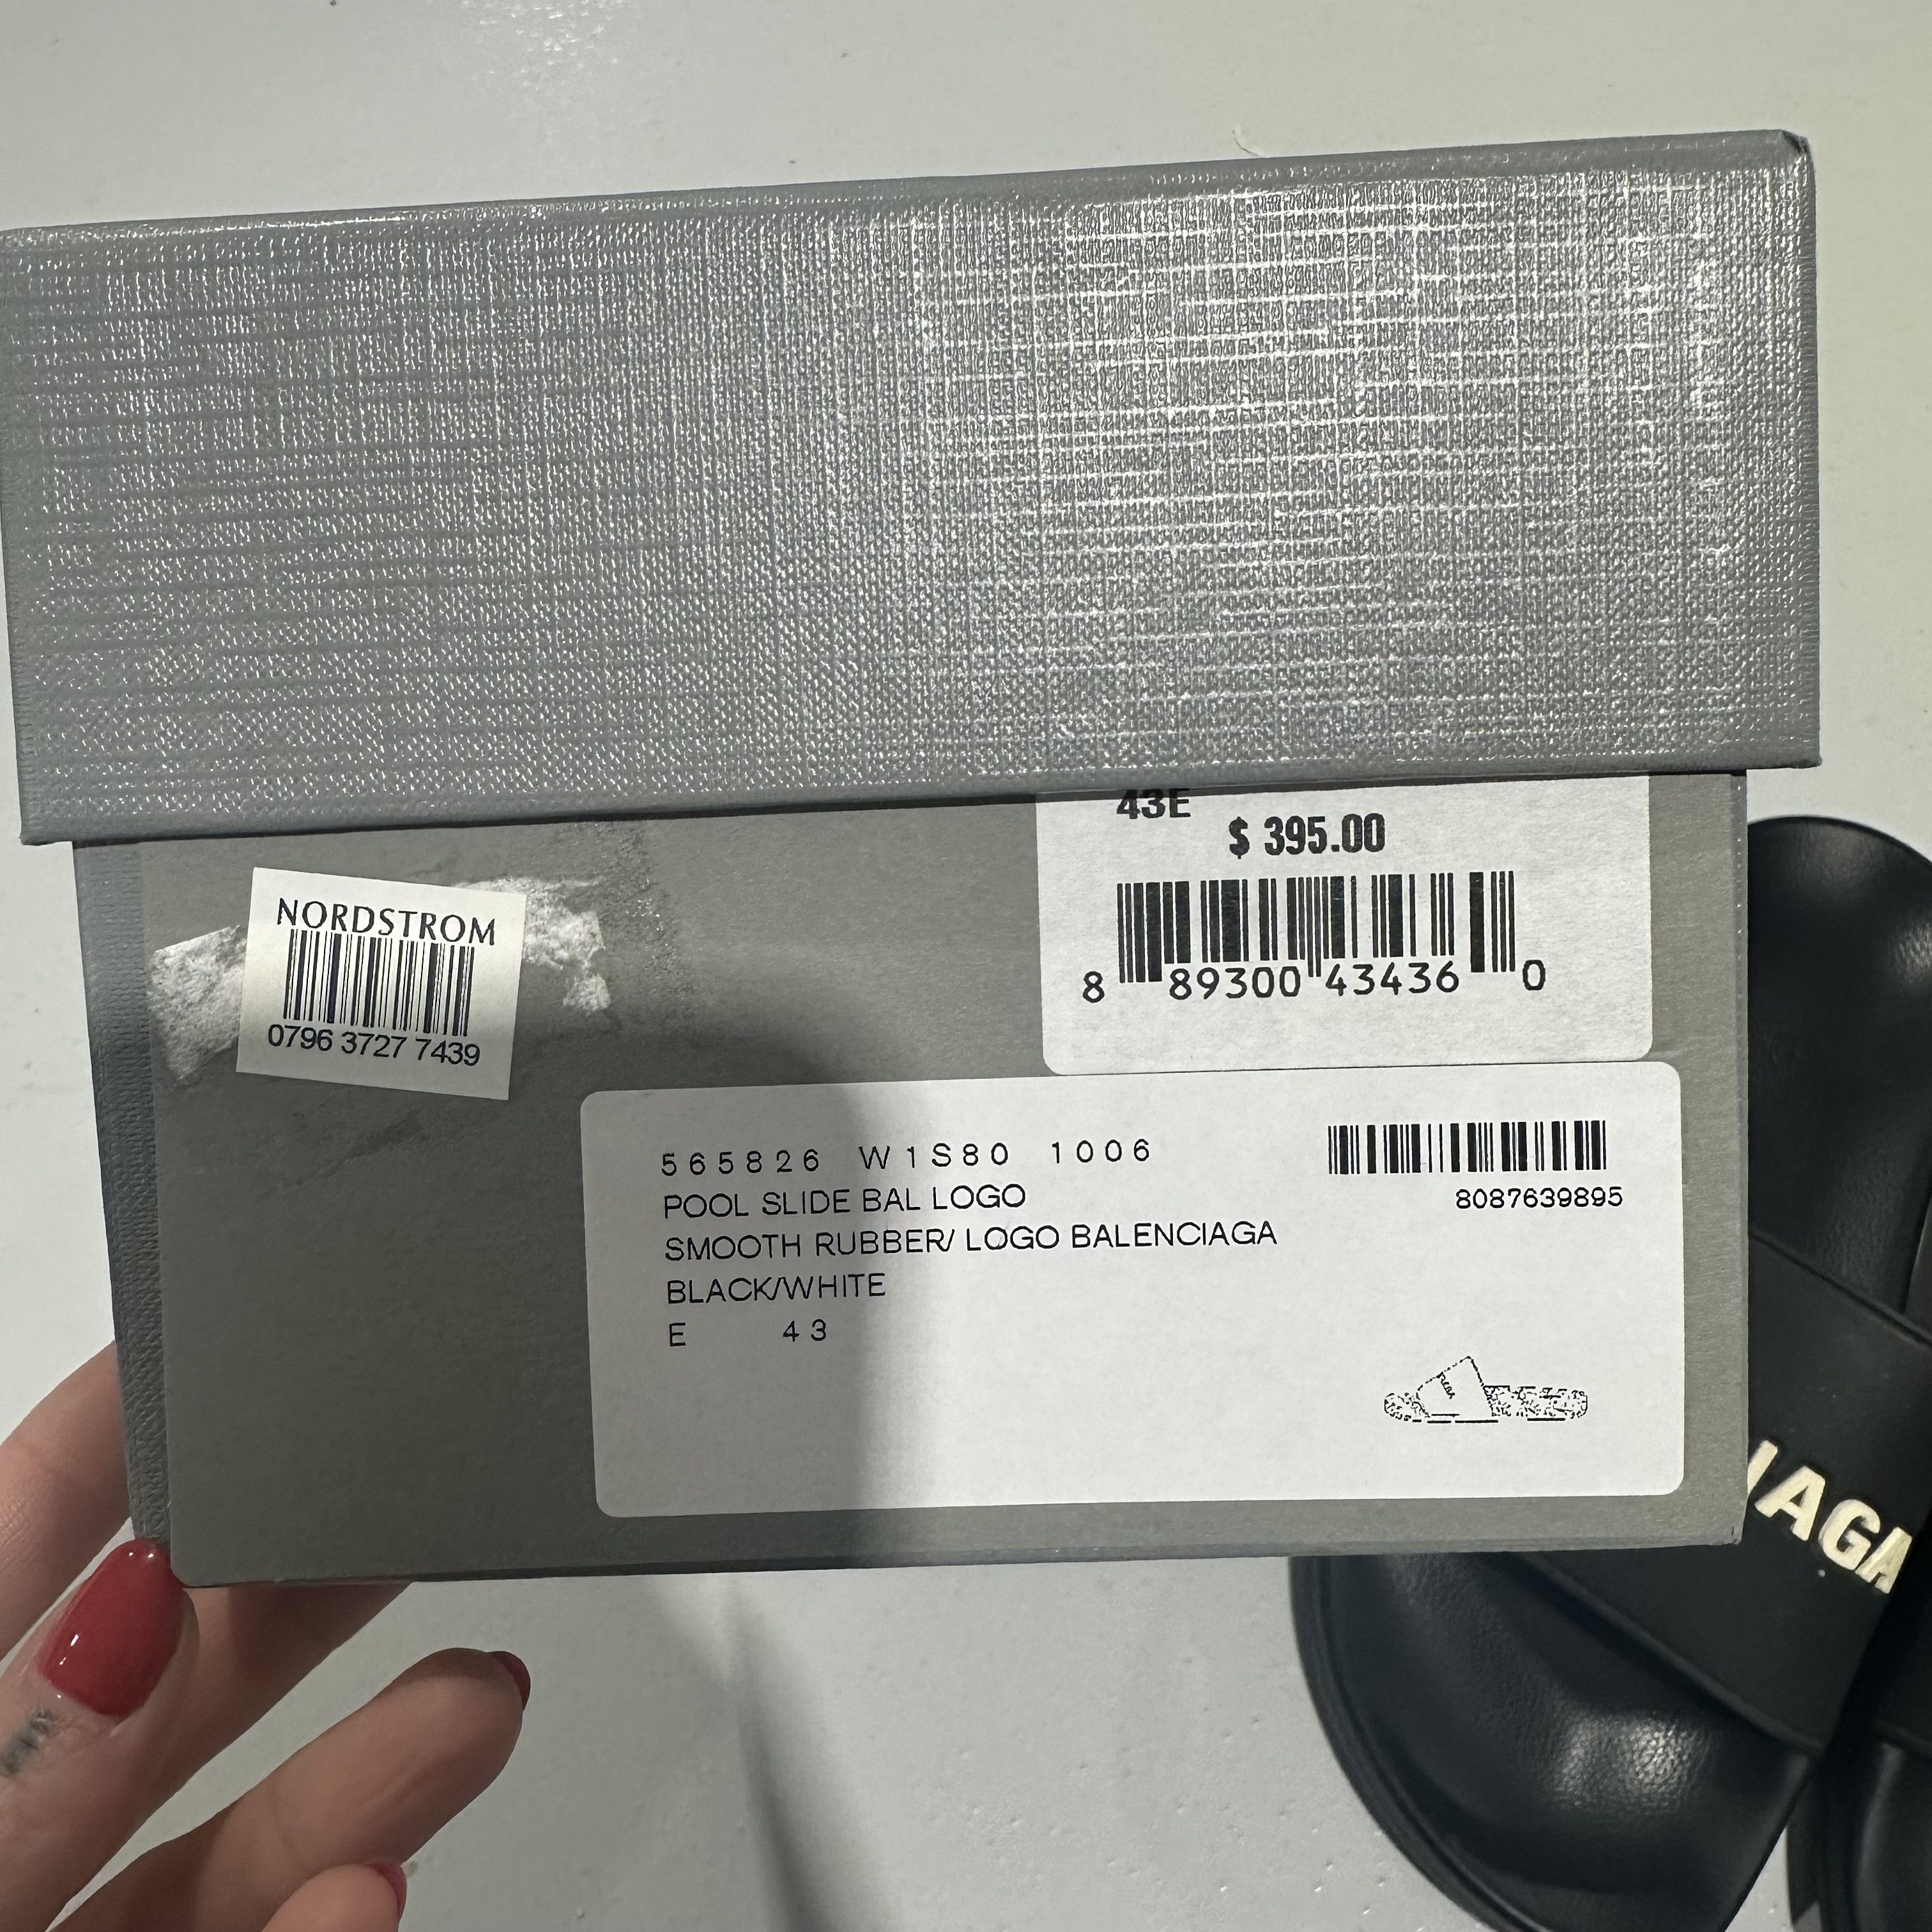 43E
$ 395.00
8 89300 43436 0
NORDSTROM
0796 3727 7439
565826 W1S80 1006
POOL SLIDE BAL LOGO
SMOOTH RUBBER/ LOGO BALENCIAGA
BLACK/WHITE
E 43
8087639895
IAGA